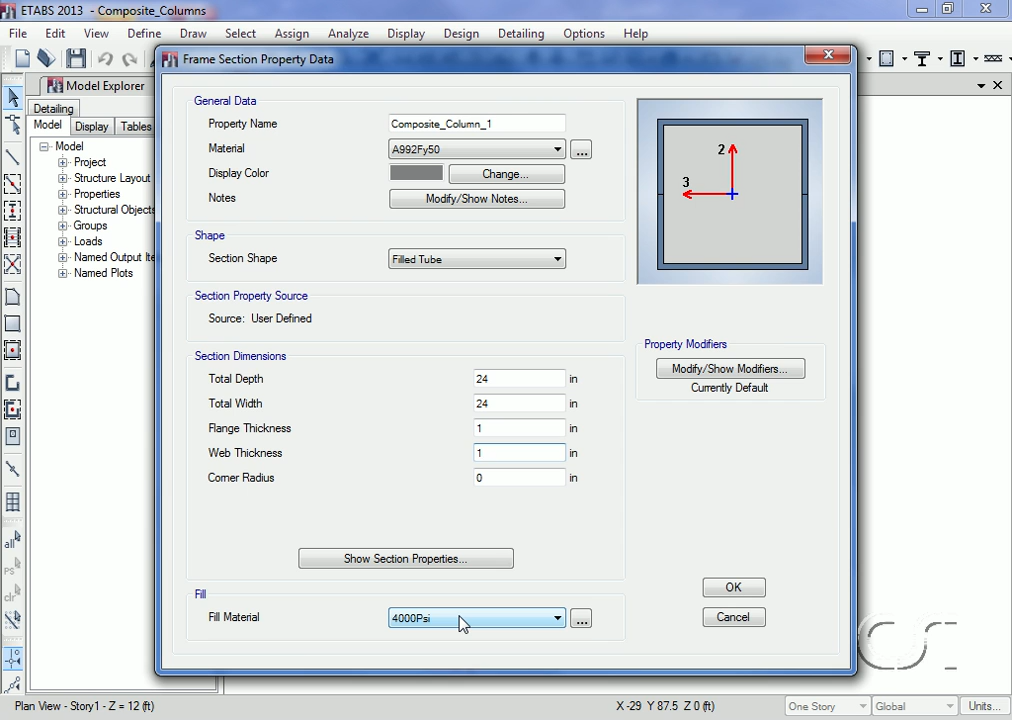 ETABS 2013 - Composite_Columns
File Edit View Define Draw Select Assign Analyze Display Design Detailing Options Help
Model Explorer
Detailing
Model Display Tables
Model
Project
Structure Layout
Properties
Structural Objects
Groups
Loads
Named Output Ite
Named Plots
Frame Section Property Data
General Data
Property Name Composite_Column_1
Material A992Fy50 ...
Display Color Change...
Notes Modify/Show Notes...
Shape
Section Shape Filled Tube
Section Property Source
Source: User Defined
Section Dimensions
Total Depth 24 in
Total Width 24 in
Flange Thickness 1 in
Web Thickness 1 in
Corner Radius 0 in
Show Section Properties...
Fill
Fill Material 4000Psi ...
2
3
Property Modifiers
Modify/Show Modifiers...
Currently Default
OK
Cancel
all
ps
clr
CSI
Plan View - Story1 - Z = 12 (ft) X -29 Y 87.5 Z 0 (ft) One Story Global Units...